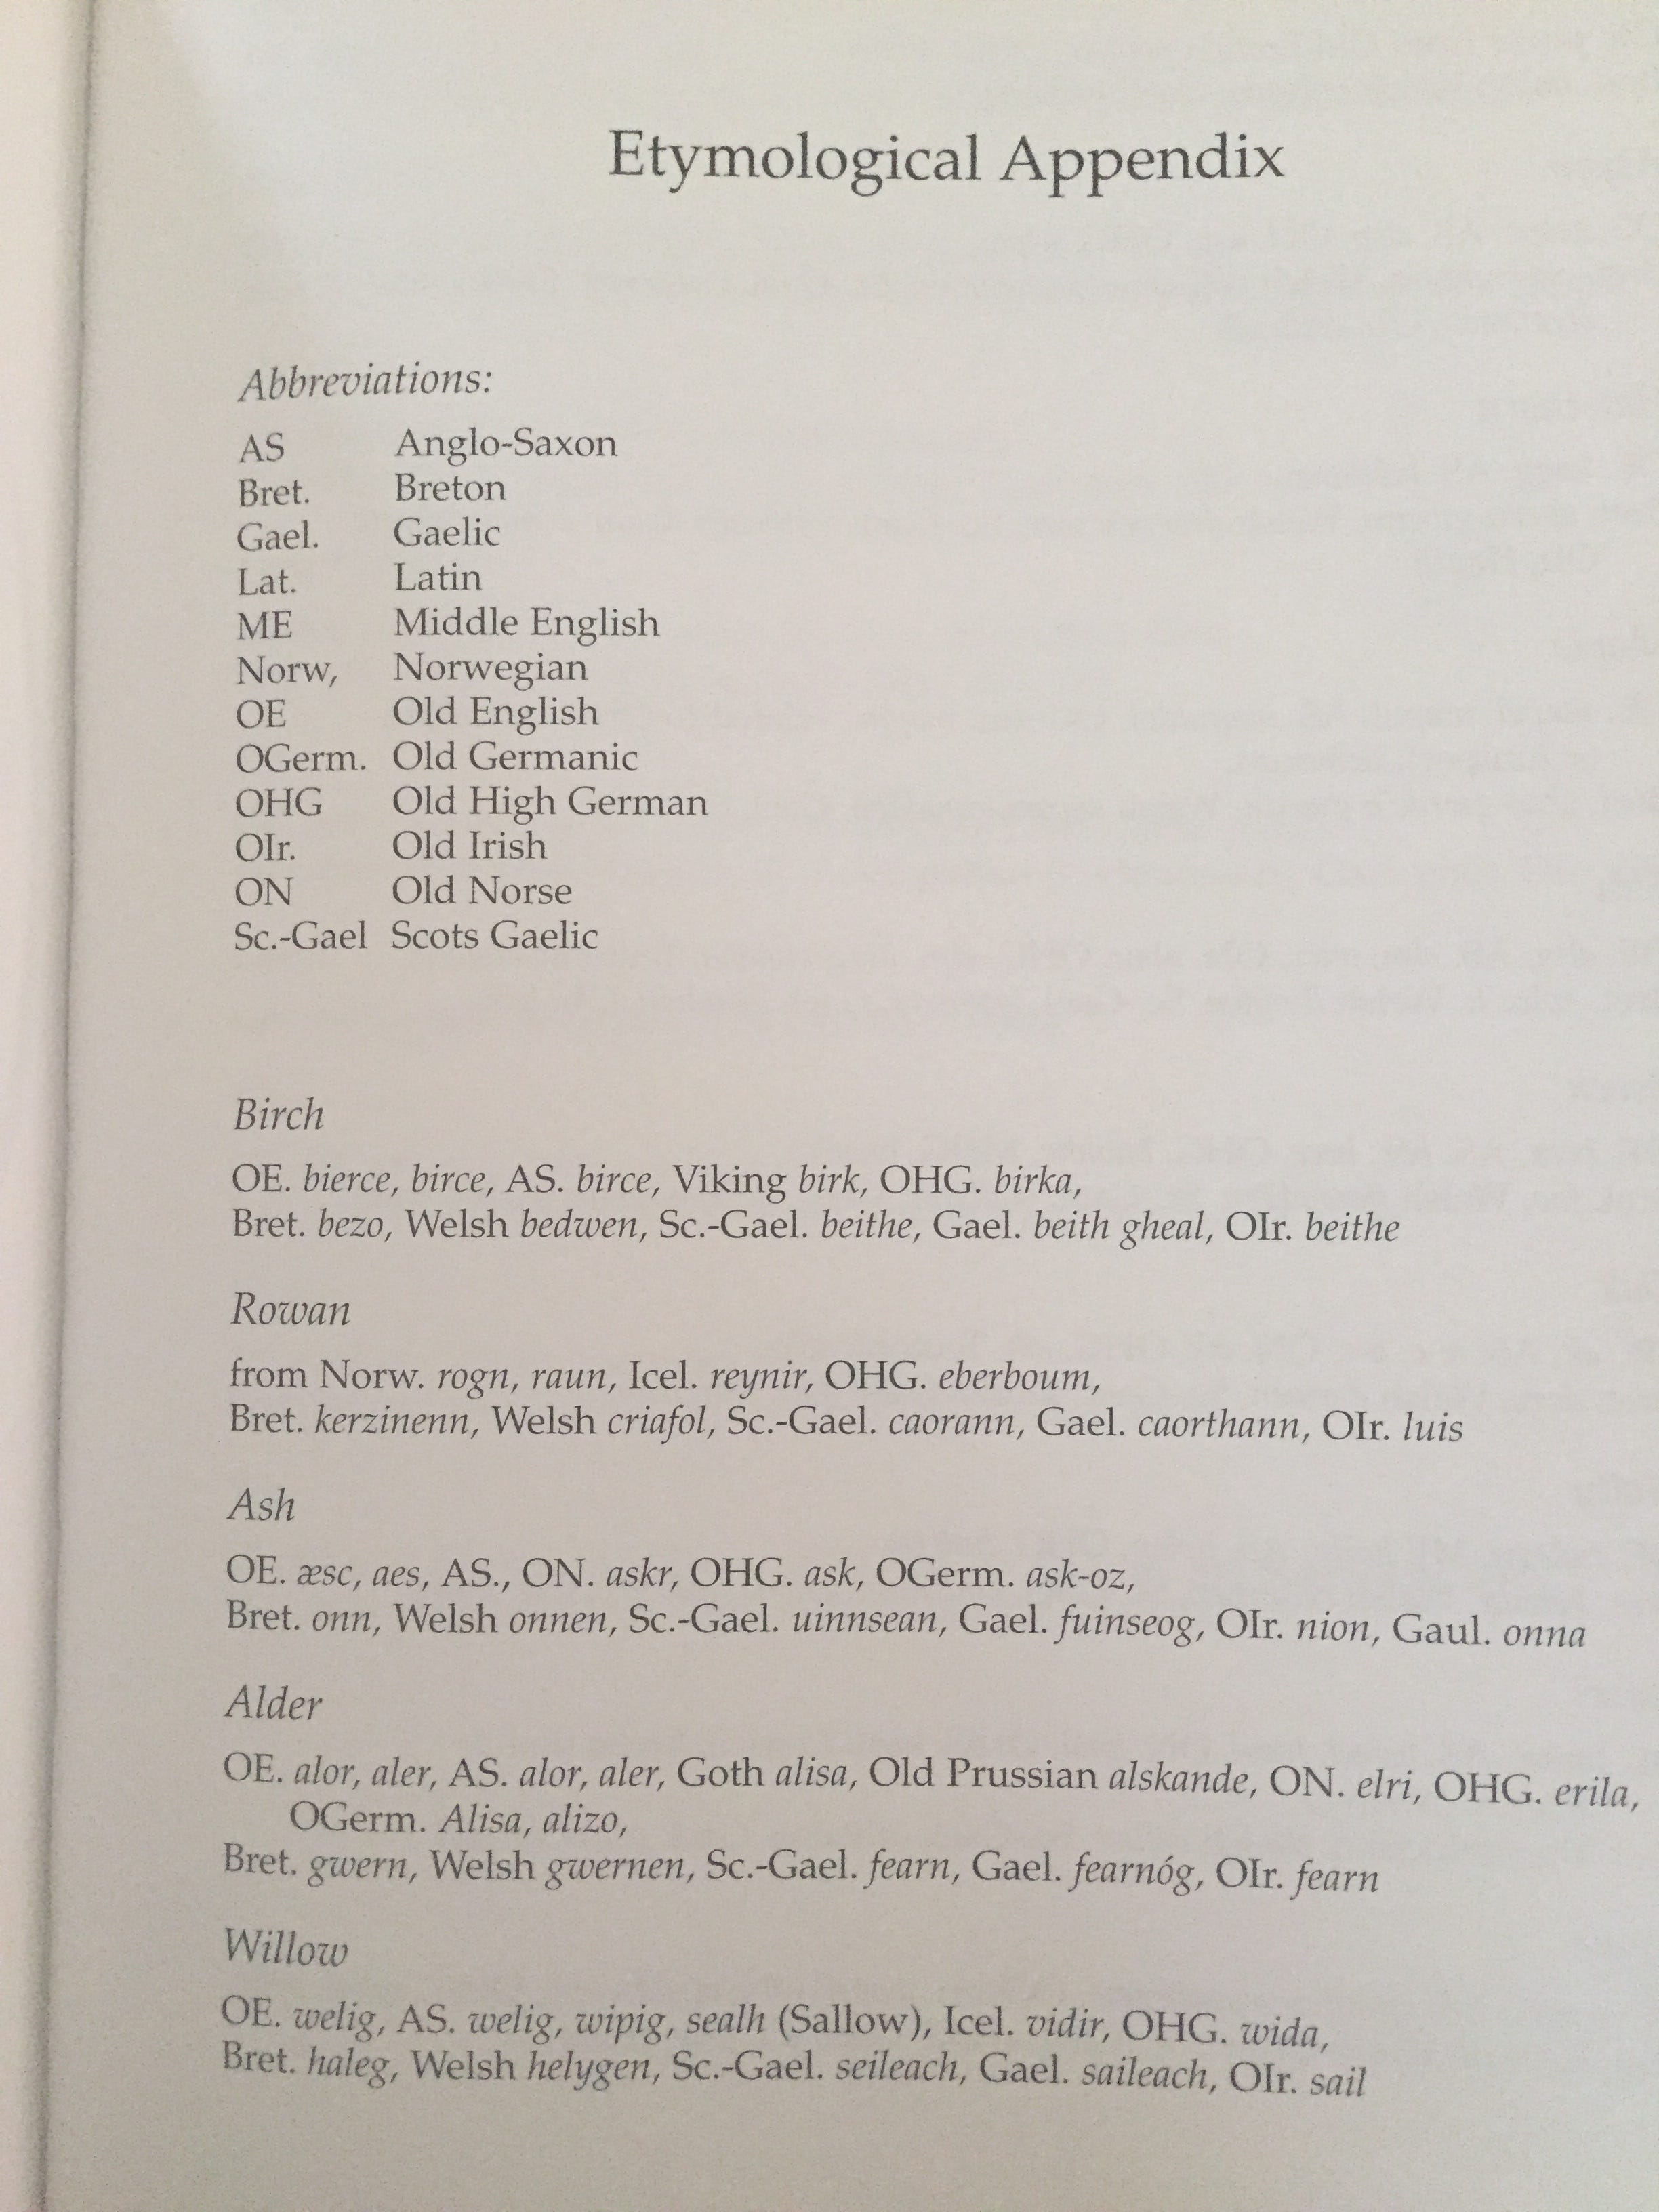 Etymological Appendix
Abbreviations:
AS Anglo-Saxon
Bret. Breton
Gael. Gaelic
Lat. Latin
ME Middle English
Norw, Norwegian
OE Old English
OGerm. Old Germanic
OHG Old High German
OIr. Old Irish
ON Old Norse
Sc.-Gael Scots Gaelic
Birch
OE. bierce, birce, AS. birce, Viking birk, OHG. birka,
Bret. bezo, Welsh bedwen, Sc.-Gael. beithe, Gael. beith gheal, OIr. beithe
Rowan
from Norw. rogn, raun, Icel. reynir, OHG. eberboum,
Bret. kerzinenn, Welsh criafol, Sc.-Gael. caorann, Gael. caorthann, OIr. luis
Ash
OE. æsc, aes, AS., ON. askr, OHG. ask, OGerm. ask-oz,
Bret. onn, Welsh onnen, Sc.-Gael. uinnsean, Gael. fuinseog, OIr. nion, Gaul. onna
Alder
OE. alor, aler, AS. alor, aler, Goth alisa, Old Prussian alskande, ON. elri, OHG. erila,
OGerm. Alisa, alizo,
Bret. gwern, Welsh gwernen, Sc.-Gael. fearn, Gael. fearnóg, OIr. fearn
Willow
OE. welig, AS. welig, wipig, sealh (Sallow), Icel. vidir, OHG. wida,
Bret. haleg, Welsh helygen, Sc.-Gael. seileach, Gael. saileach, OIr. sail